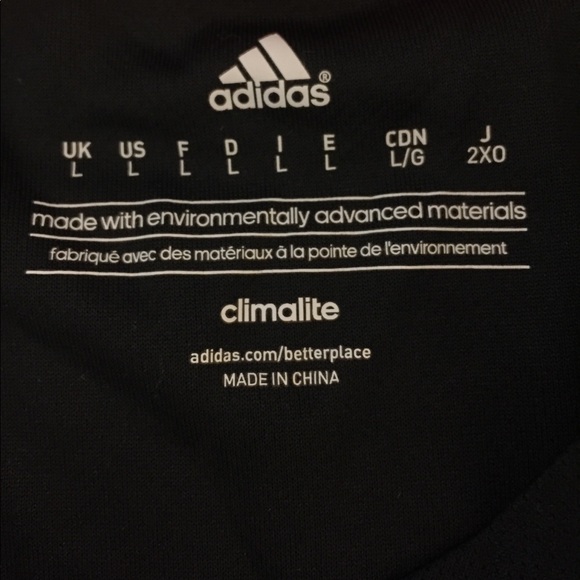 adidas®
UK US F D I E CDN J
L L L L L L L/G 2XO
made with environmentally advanced materials
fabriqué avec des matériaux à la pointe de l'environnement
climalite
adidas.com/betterplace
MADE IN CHINA